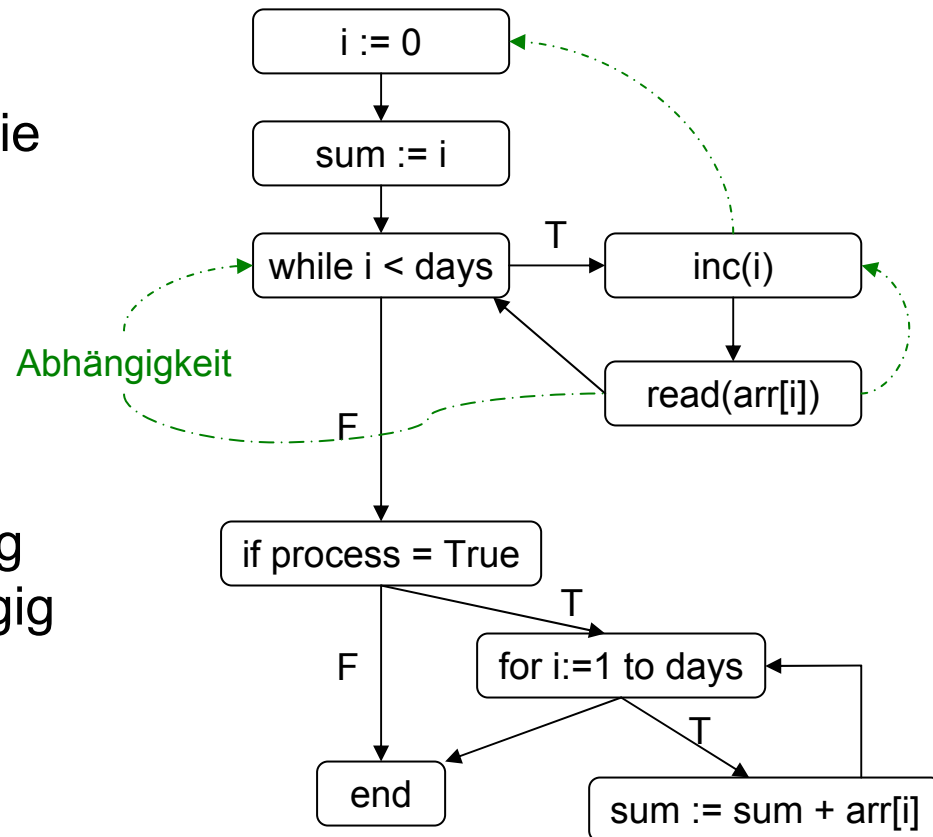 i := 0
ie
sum := i
T
while i < days
inc(i)
Abhängigkeit
read(arr[i])
F
g
if process = True
gig
T
F
for i:=1 to days
T
end
sum := sum + arr[i]